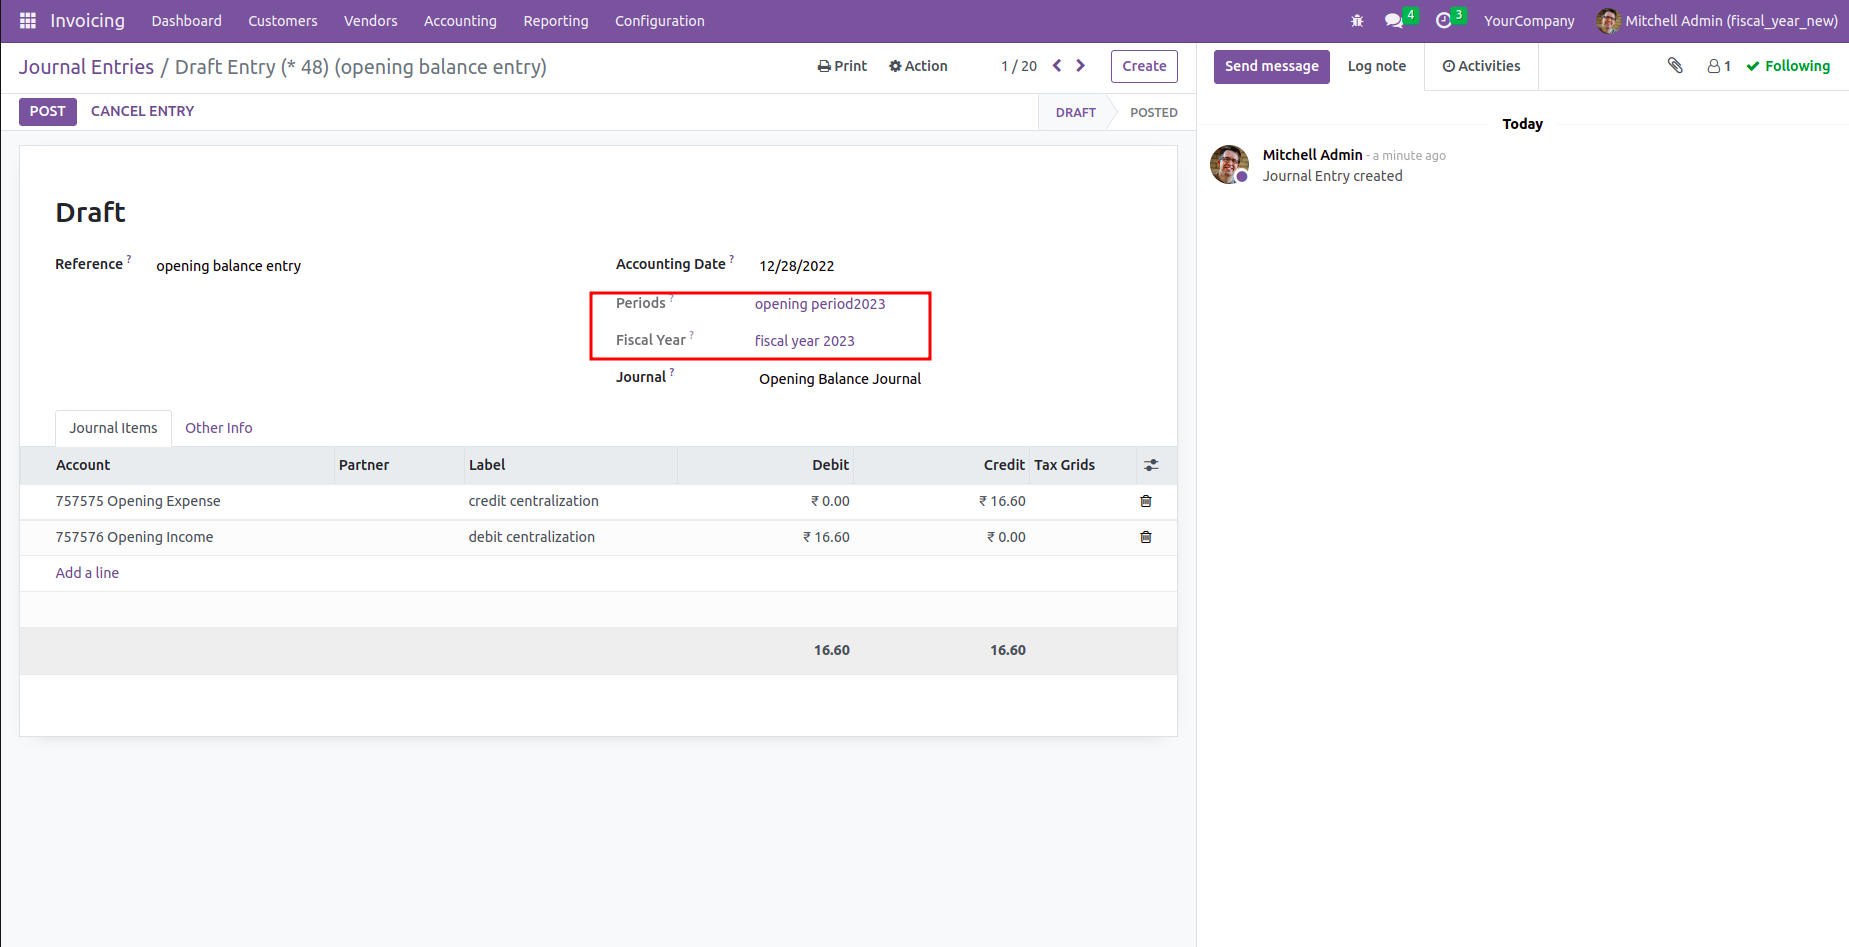 Invoicing Dashboard Customers Vendors Accounting Reporting Configuration 4 3 YourCompany Mitchell Admin (fiscal_year_new)
Journal Entries / Draft Entry (* 48) (opening balance entry) Print Action 1 / 20 Create
Send message Log note Activities 1 Following
POST CANCEL ENTRY DRAFT POSTED
Today
Mitchell Admin - a minute ago
Journal Entry created
Draft
Reference ? opening balance entry
Accounting Date ? 12/28/2022
Periods ? opening period2023
Fiscal Year ? fiscal year 2023
Journal ? Opening Balance Journal
Journal Items Other Info
Account Partner Label Debit Credit Tax Grids
757575 Opening Expense credit centralization ₹ 0.00 ₹ 16.60
757576 Opening Income debit centralization ₹ 16.60 ₹ 0.00
Add a line
16.60 16.60